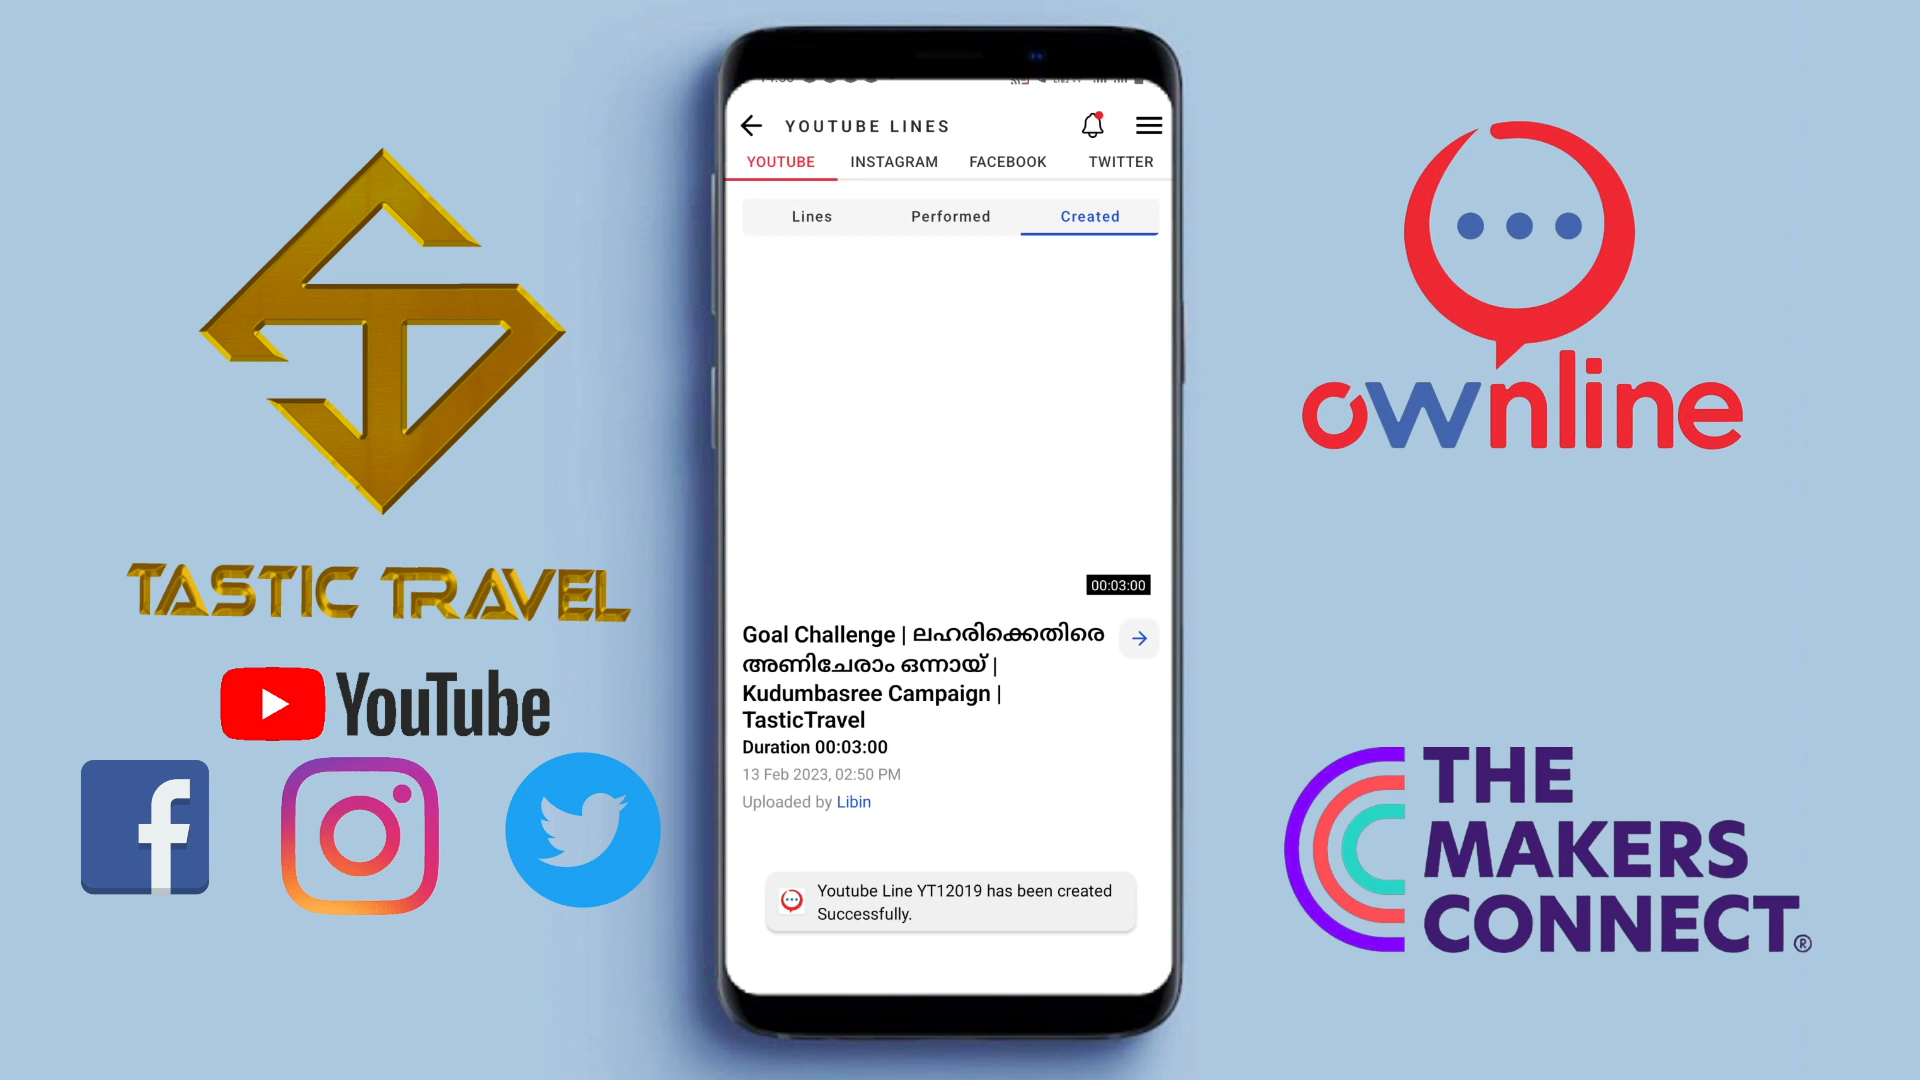 YOUTUBE LINES
YOUTUBE INSTAGRAM FACEBOOK TWITTER
Lines Performed Created
00:03:00
Goal Challenge | ലഹരിക്കെതിരെ
അണിചേരാം ഒന്നായ് |
Kudumbasree Campaign |
TasticTravel
Duration 00:03:00
13 Feb 2023, 02:50 PM
Uploaded by Libin
Youtube Line YT12019 has been created
Successfully.
TASTIC TRAVEL
YouTube
ownline
THE
MAKERS
CONNECT®